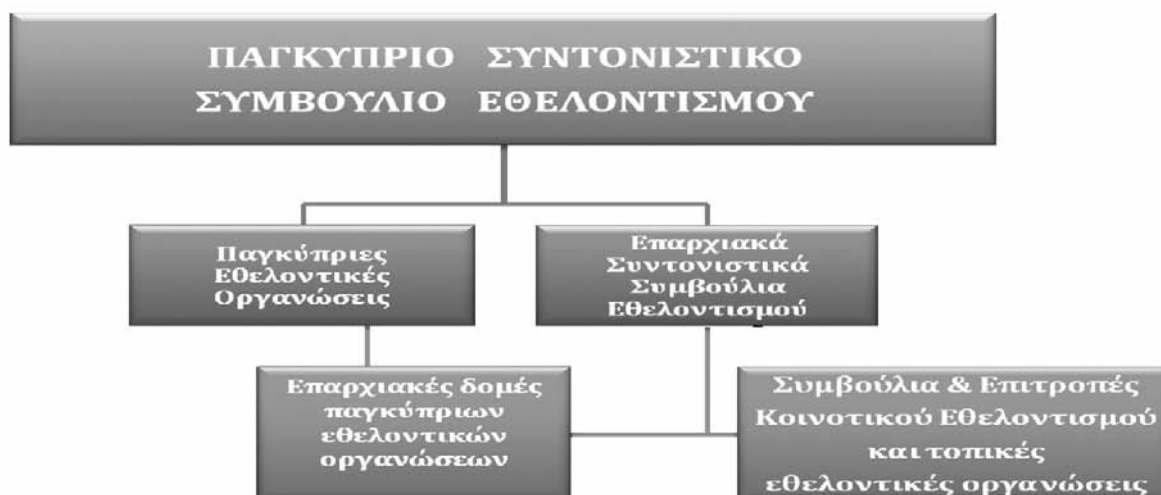 ΠΑΓΚΥΠΡΙΟ ΣΥΝΤΟΝΙΣΤΙΚΟ
ΣΥΜΒΟΥΛΙΟ ΕΘΕΛΟΝΤΙΣΜΟΥ
Παγκύπριες
Εθελοντικές
Οργανώσεις
Επαρχιακά
Συντονιστικά
Συμβούλια
Εθελοντισμού
Επαρχιακές δομές
παγκύπριων
εθελοντικών
οργανώσεων
Συμβούλια & Επιτροπές
Κοινοτικού Εθελοντισμού
και τοπικές
εθελοντικές οργανώσεις